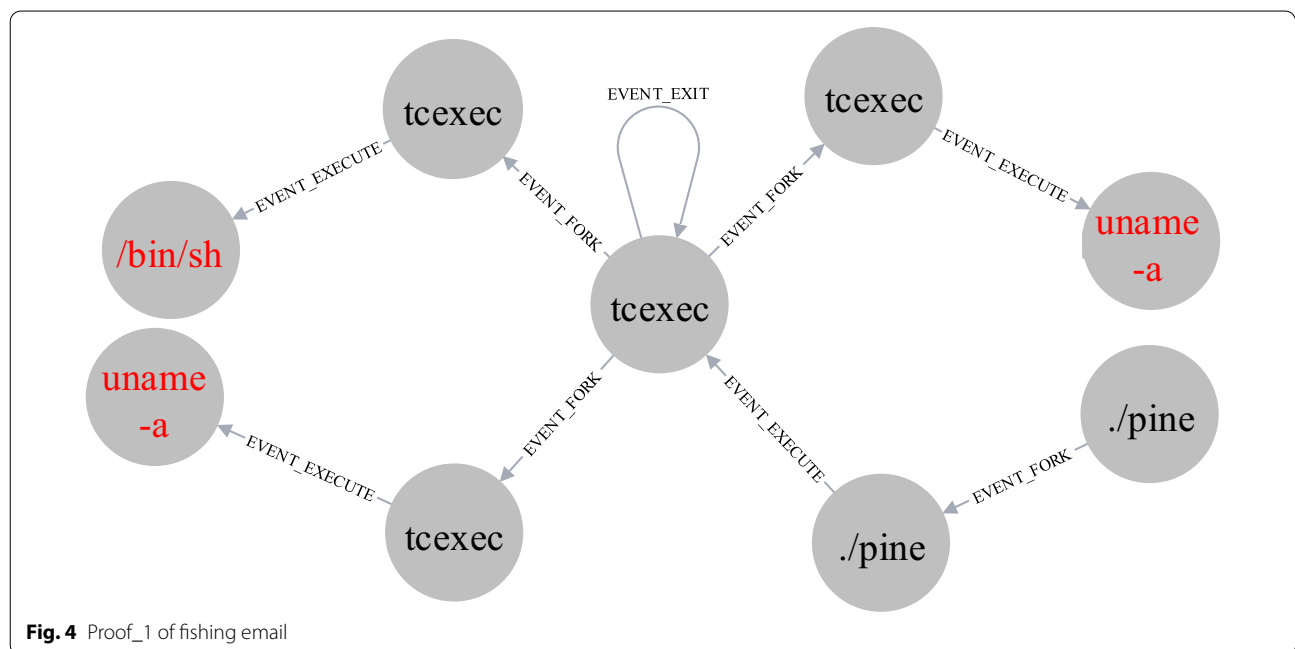 EVENT_EXIT
tcexec
tcexec
EVENT_EXECUTE
EVENT_FORK
EVENT_FORK
EVENT_EXECUTE
/bin/sh
uname
-a
tcexec
uname
-a
EVENT_FORK
EVENT_EXECUTE
./pine
EVENT_EXECUTE
EVENT_FORK
tcexec
./pine
Fig. 4 Proof_1 of fishing email